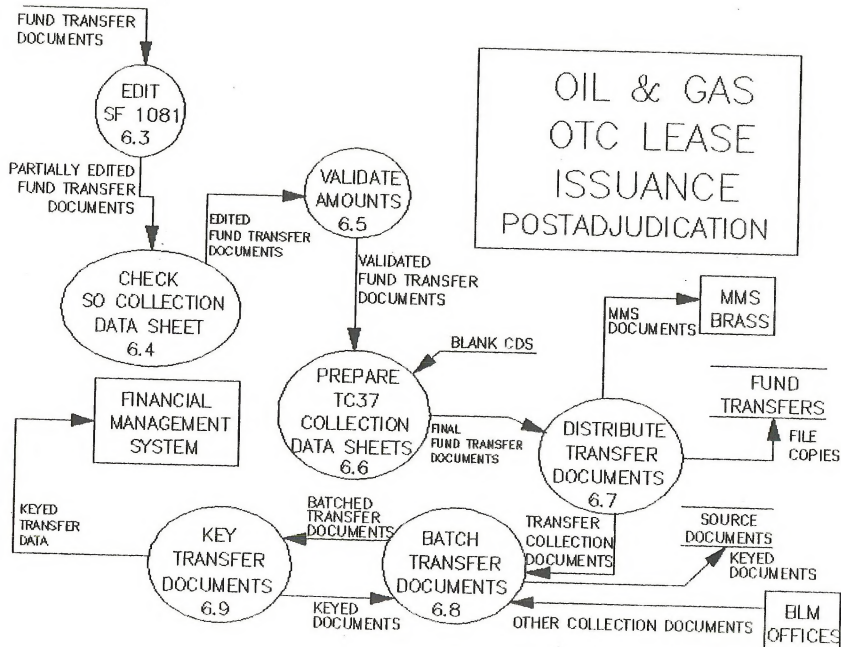 FUND TRANSFER
DOCUMENTS
EDIT
SF 1081
6.3
PARTIALLY EDITED
FUND TRANSFER
DOCUMENTS
CHECK
SO COLLECTION
DATA SHEET
6.4
EDITED
FUND TRANSFER
DOCUMENTS
VALIDATE
AMOUNTS
6.5
VALIDATED
FUND TRANSFER
DOCUMENTS
OIL & GAS
OTC LEASE
ISSUANCE
POSTADJUDICATION
BLANK CDS
PREPARE
TC37
COLLECTION
DATA SHEETS
6.6
FINAL
FUND TRANSFER
DOCUMENTS
DISTRIBUTE
TRANSFER
DOCUMENTS
6.7
MMS
DOCUMENTS
MMS
BRASS
FUND
TRANSFERS
FILE
COPIES
FINANCIAL
MANAGEMENT
SYSTEM
KEYED
TRANSFER
DATA
KEY
TRANSFER
DOCUMENTS
6.9
BATCHED
TRANSFER
DOCUMENTS
KEYED
DOCUMENTS
BATCH
TRANSFER
DOCUMENTS
6.8
TRANSFER
COLLECTION
DOCUMENTS
SOURCE
DOCUMENTS
KEYED
DOCUMENTS
OTHER COLLECTION DOCUMENTS
BLM
OFFICES